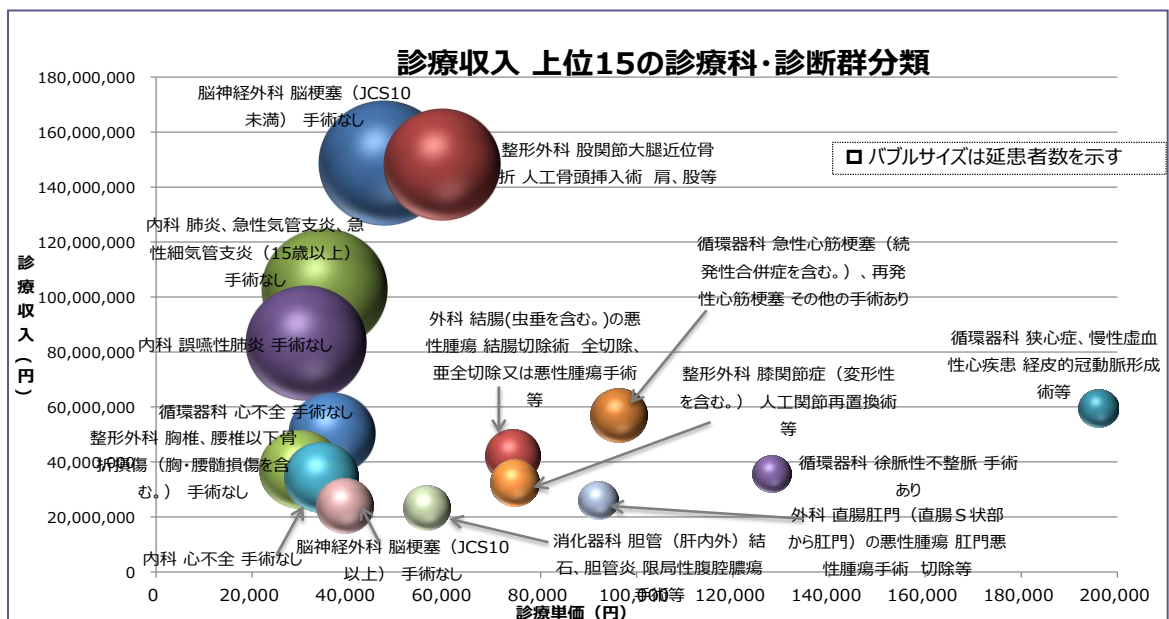 診療収入 上位15の診療科・診断群分類
180,000,000
160,000,000
140,000,000
120,000,000
100,000,000
80,000,000
60,000,000
40,000,000
20,000,000
0
診療収入(円)
脳神経外科 脳梗塞（JCS10
未満） 手術なし
整形外科 股関節大腿近位骨
折 人工骨頭挿入術 肩、股等
バブルサイズは延患者数を示す
内科 肺炎、急性気管支炎、急
性細気管支炎（15歳以上）
手術なし
循環器科 急性心筋梗塞（続
発性合併症を含む。）、再発
性心筋梗塞 その他の手術あり
内科 誤嚥性肺炎 手術なし
外科 結腸(虫垂を含む。)の悪
性腫瘍 結腸切除術 全切除、
亜全切除又は悪性腫瘍手術
等
循環器科 狭心症、慢性虚血
性心疾患 経皮的冠動脈形成
術等
整形外科 膝関節症（変形性
を含む。） 人工関節再置換術
等
循環器科 心不全 手術なし
整形外科 胸椎、腰椎以下骨
折損傷（胸・腰髄損傷を含
む。） 手術なし
循環器科 徐脈性不整脈 手術
あり
外科 直腸肛門（直腸Ｓ状部
から肛門）の悪性腫瘍 肛門悪
性腫瘍手術 切除等
内科 心不全 手術なし
脳神経外科 脳梗塞（JCS10
以上） 手術なし
消化器科 胆管（肝内外）結
石、胆管炎 限局性腹腔膿瘍
手術等
0
20,000
40,000
60,000
80,000
100,000
120,000
140,000
160,000
180,000
200,000
診療単価（円）